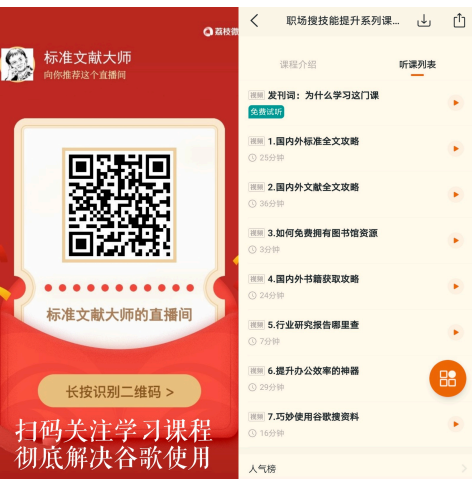 荔枝微
标准文献大师
向你推荐这个直播间
标准文献大师的直播间
长按识别二维码 >
扫码关注学习课程
彻底解决谷歌使用
职场搜技能提升系列课...
课程介绍
听课列表
视频 发刊词：为什么学习这门课
免费试听
视频 1.国内外标准全文攻略
25分钟
视频 2.国内外文献全文攻略
36分钟
视频 3.如何免费拥有图书馆资源
3分钟
视频 4.国内外书籍获取攻略
24分钟
视频 5.行业研究报告哪里查
7分钟
视频 6.提升办公效率的神器
29分钟
视频 7.巧妙使用谷歌搜资料
16分钟
人气榜